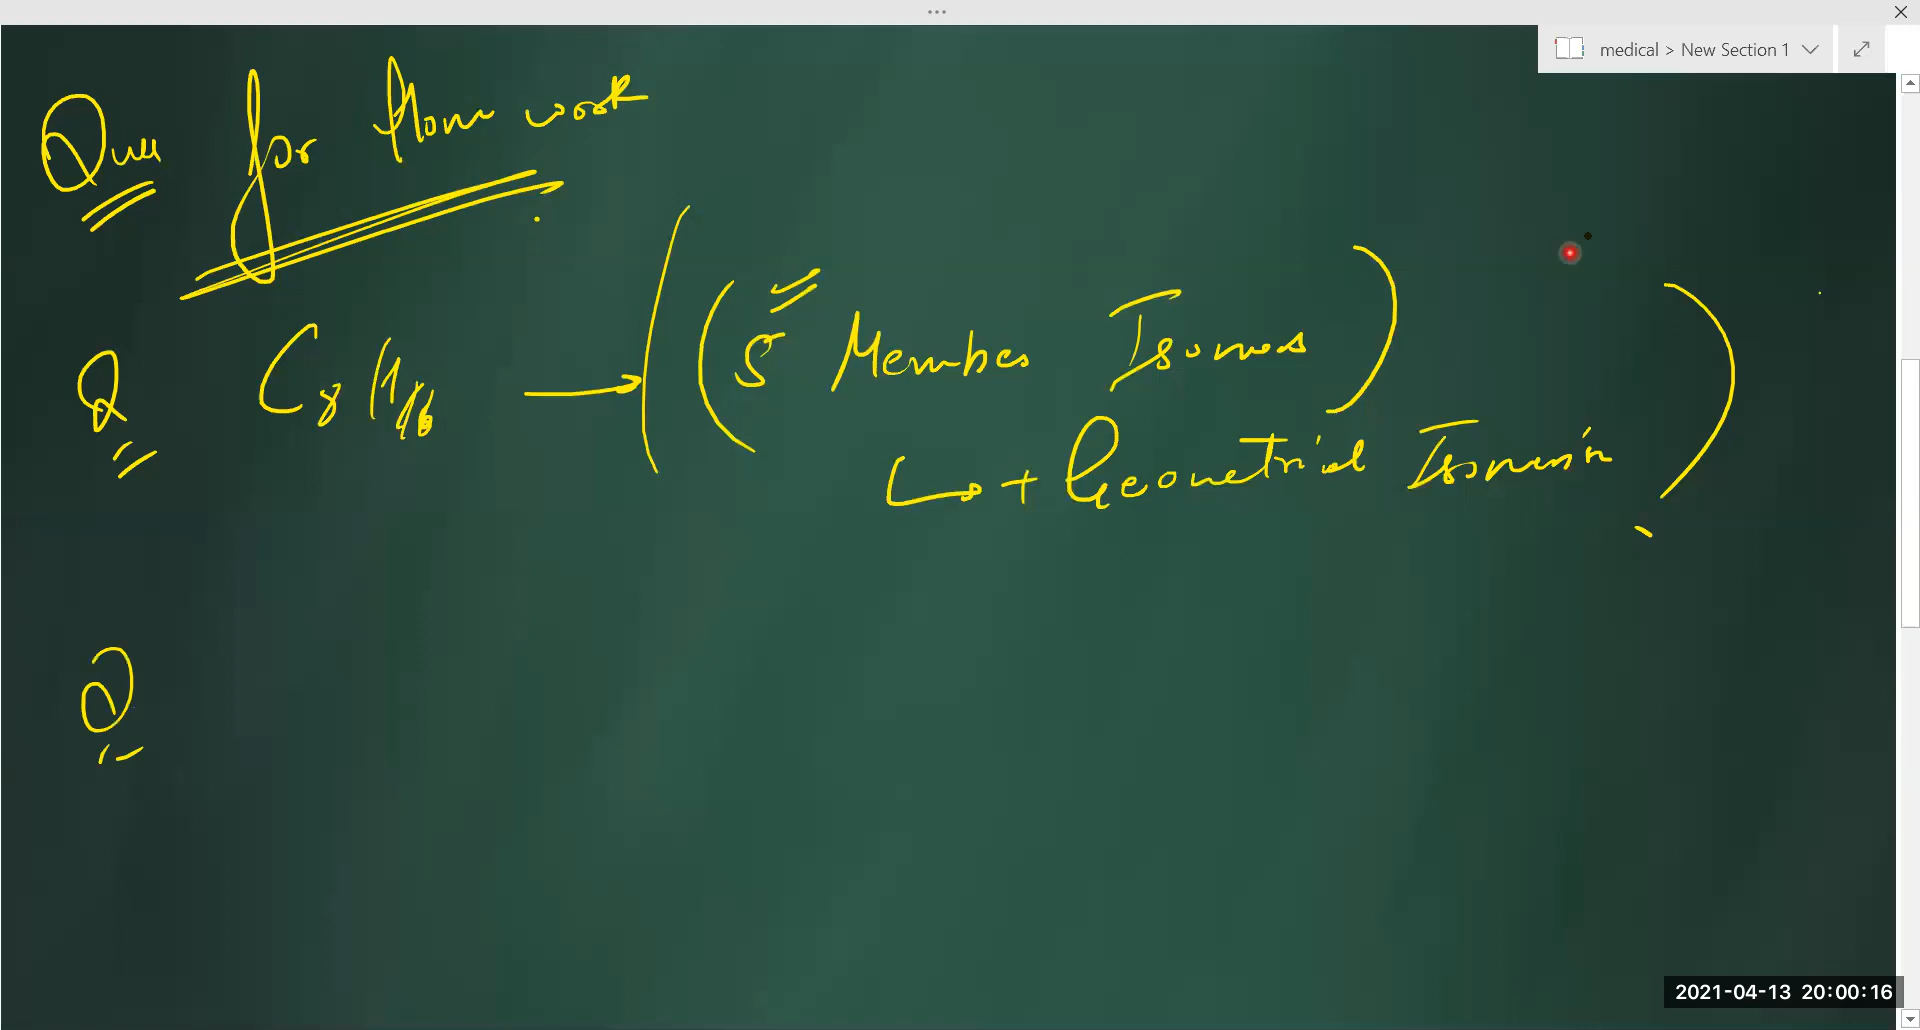 medical > New Section 1
Ques for Home work
Q C8H16 → ( ( 5 Member Isomers )
↳ + Geometrical Isomerism )
Q
2021-04-13 20:00:16